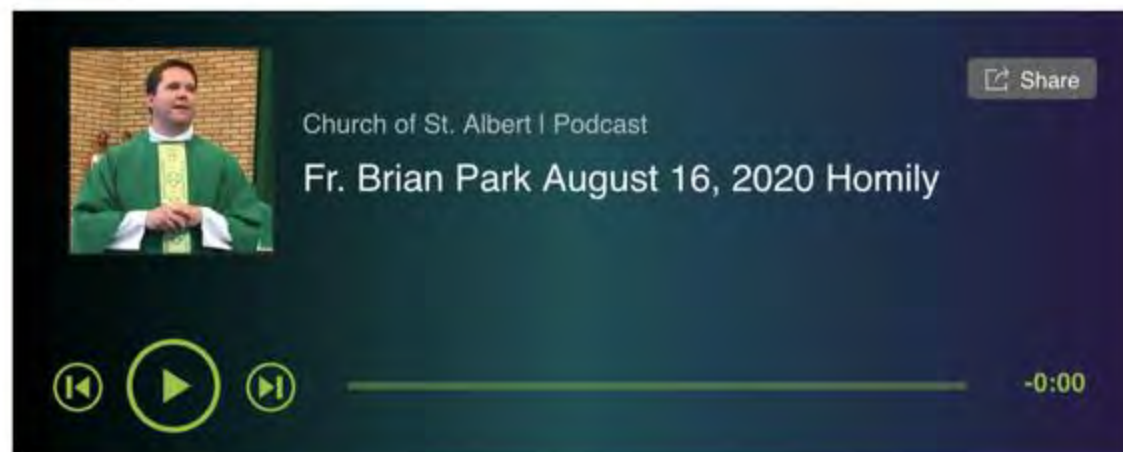 Share
Church of St. Albert | Podcast
Fr. Brian Park August 16, 2020 Homily
-0:00